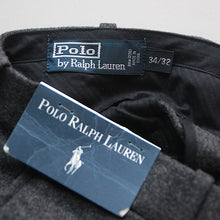 Polo
by Ralph Lauren
34/32
POLO RALPH LAUREN